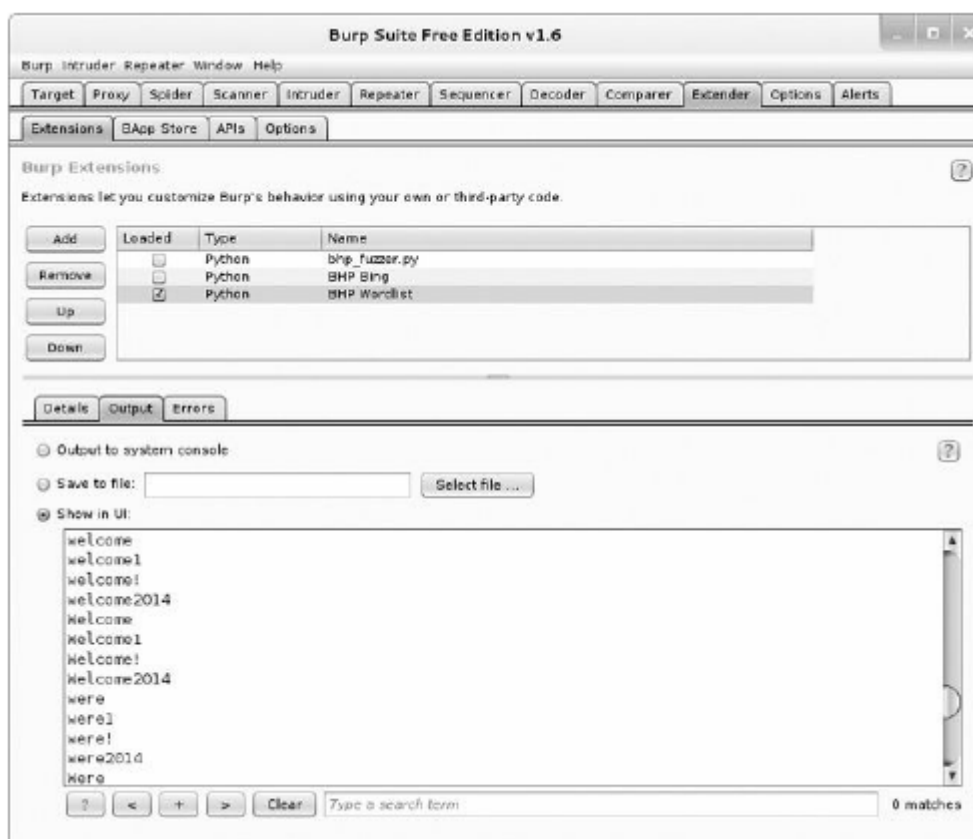 Burp Suite Free Edition v1.6
Burp Intruder Repeater Window Help
Target Proxy Spider Scanner Intruder Repeater Sequencer Decoder Comparer Extender Options Alerts
Extensions BApp Store APIs Options
Burp Extensions
?
Extensions let you customize Burp's behavior using your own or third-party code.
Add Loaded Type Name
Python bhp_fuzzer.py
Remove Python BHP Bing
Python BHP Wordlist
Up
Down
Details Output Errors
Output to system console
?
Save to file: Select file ...
Show in UI:
welcome
welcome1
welcome!
welcome2014
Welcome
Welcome1
Welcome!
Welcome2014
were
were1
were!
were2014
Were
? < + > Clear Type a search term 0 matches